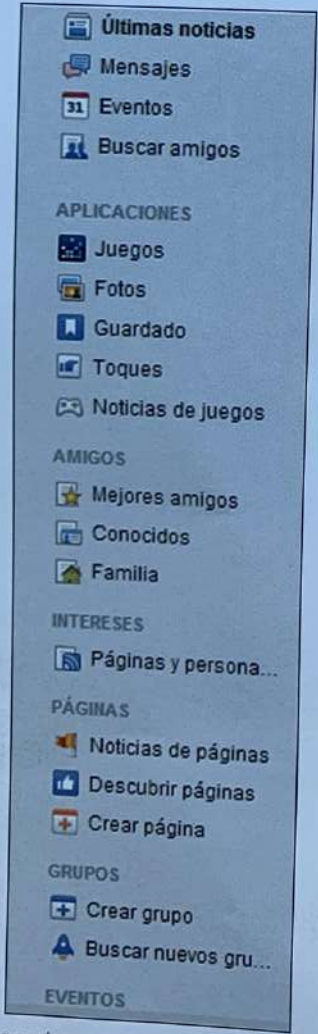 Últimas noticias
Mensajes
31 Eventos
Buscar amigos
APLICACIONES
Juegos
Fotos
Guardado
Toques
Noticias de juegos
AMIGOS
Mejores amigos
Conocidos
Familia
INTERESES
Páginas y persona...
PÁGINAS
Noticias de páginas
Descubrir páginas
Crear página
GRUPOS
Crear grupo
Buscar nuevos gru...
EVENTOS